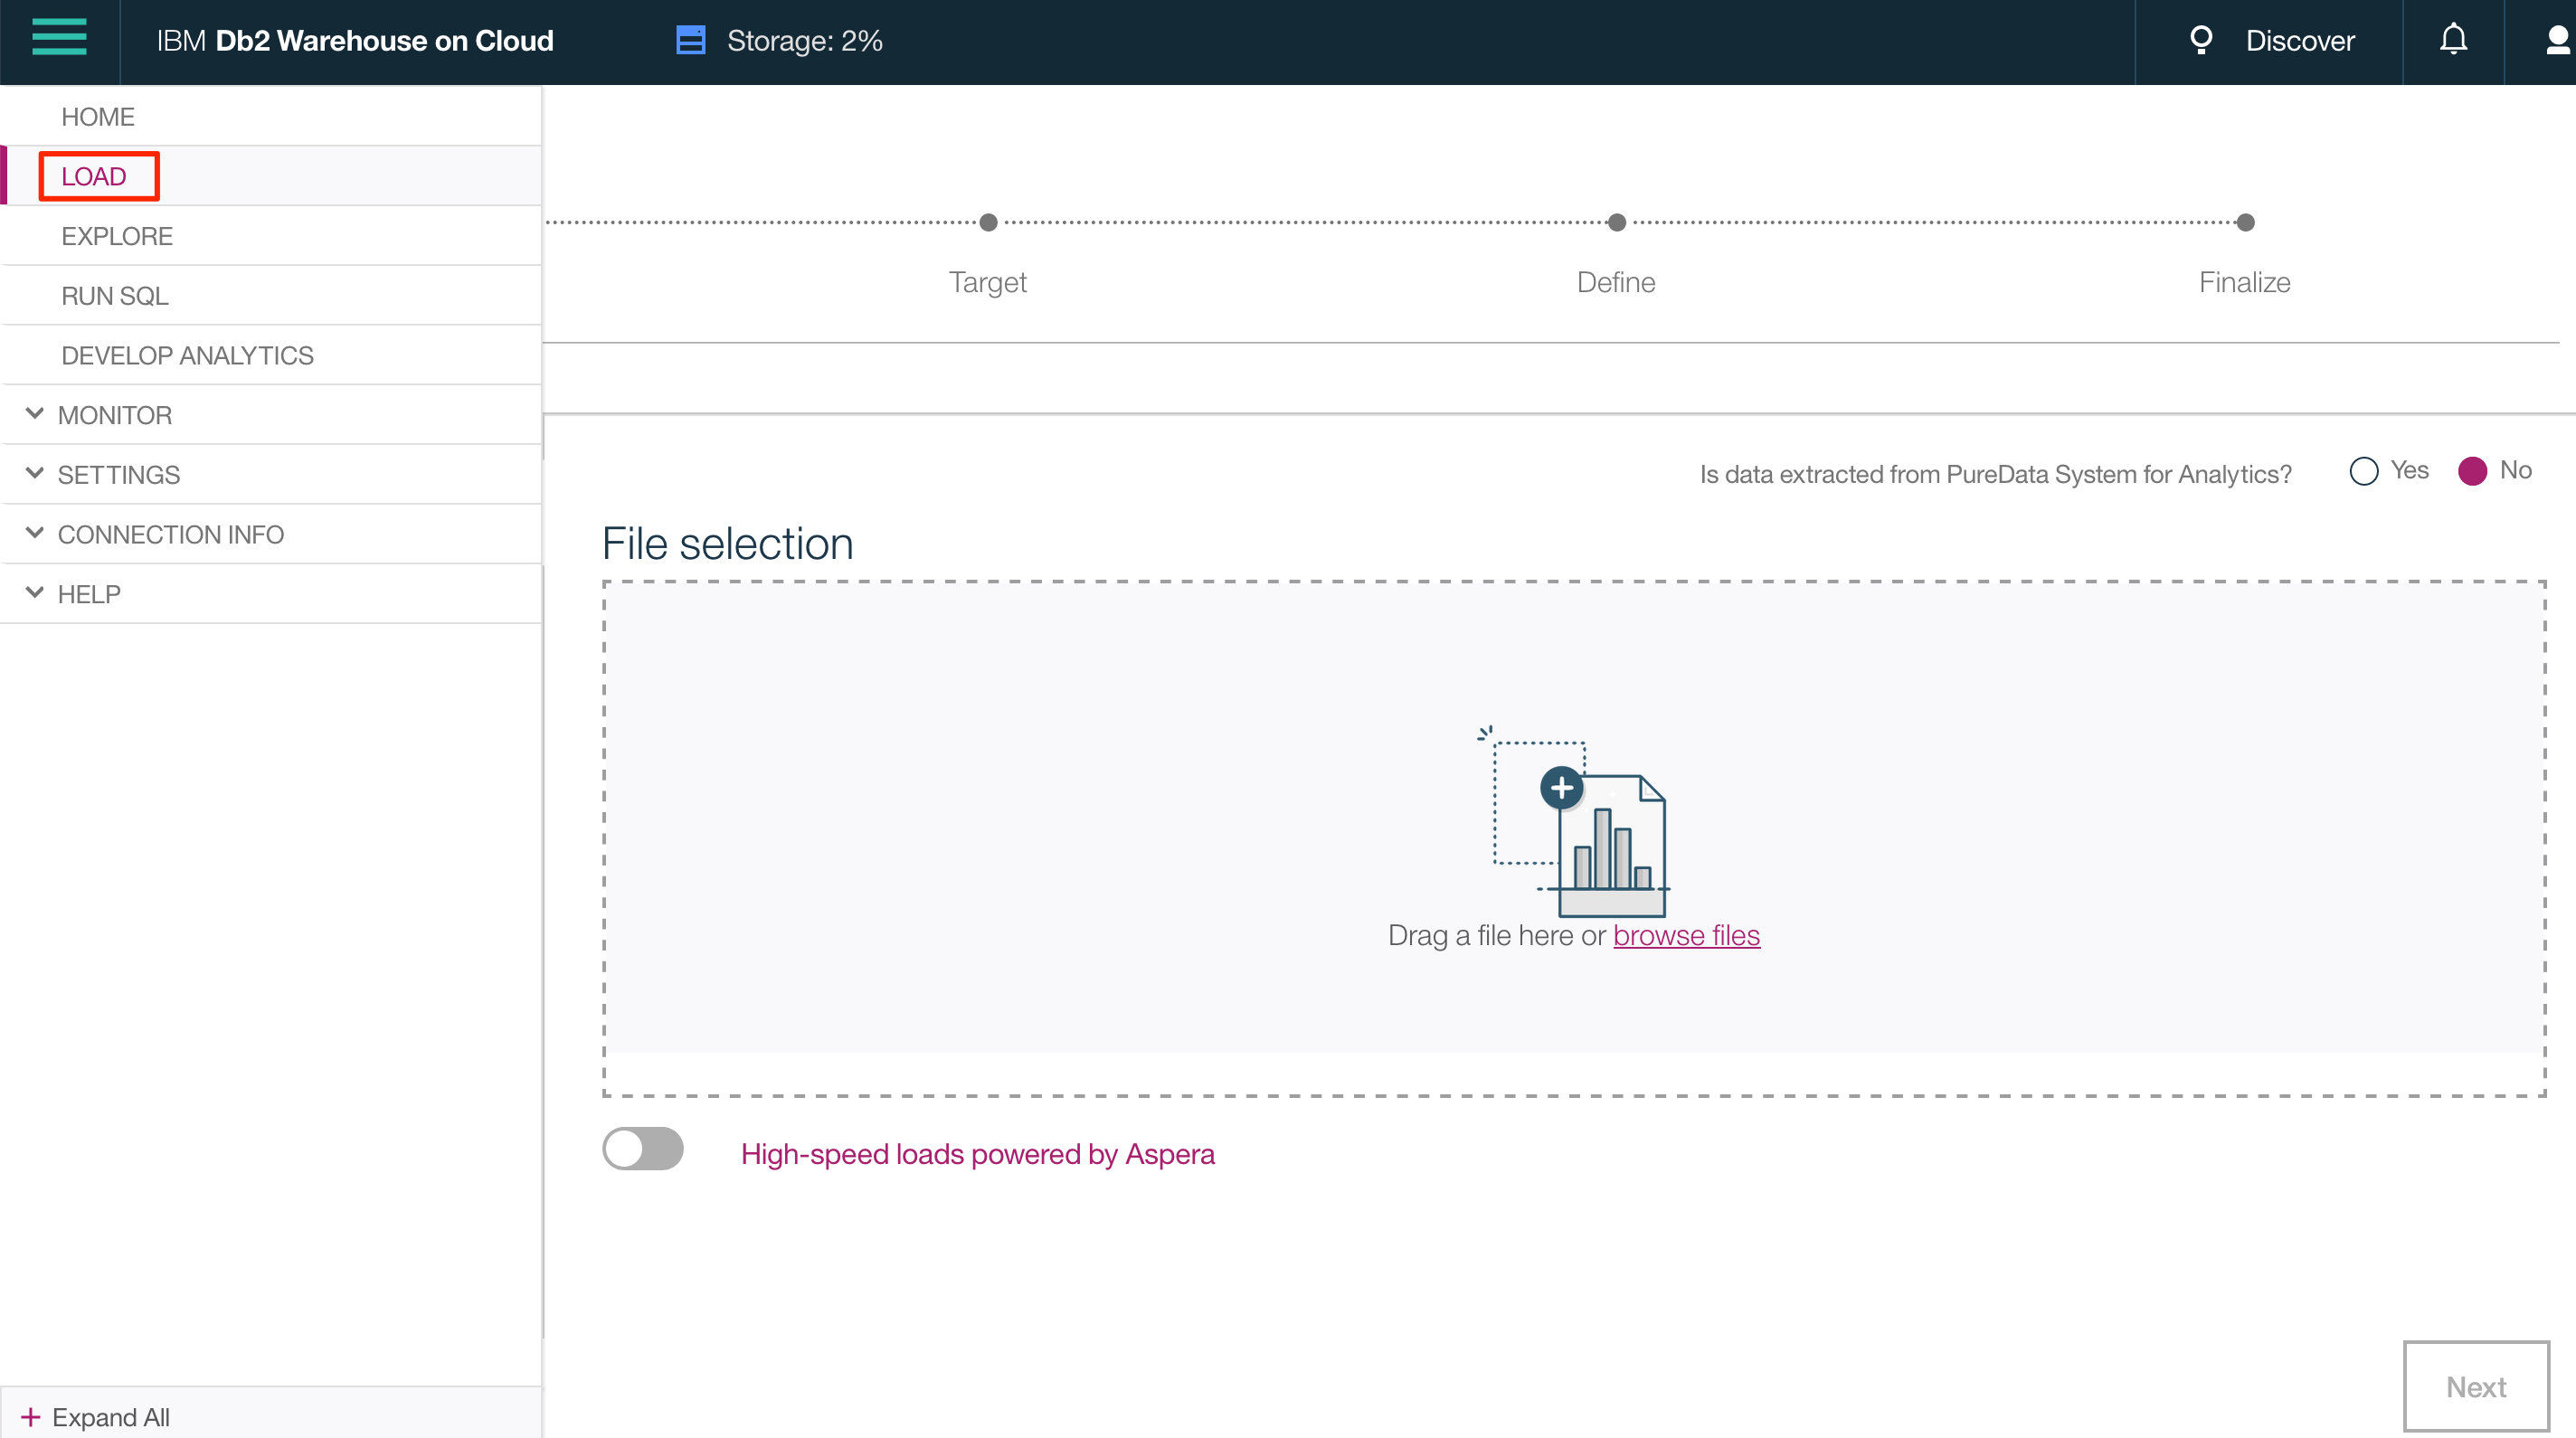 IBM Db2 Warehouse on Cloud
Storage: 2%
Discover
HOME
LOAD
EXPLORE
RUN SQL
DEVELOP ANALYTICS
MONITOR
SETTINGS
CONNECTION INFO
HELP
Expand All
Target
Define
Finalize
Is data extracted from PureData System for Analytics?
Yes
No
File selection
Drag a file here or browse files
High-speed loads powered by Aspera
Next